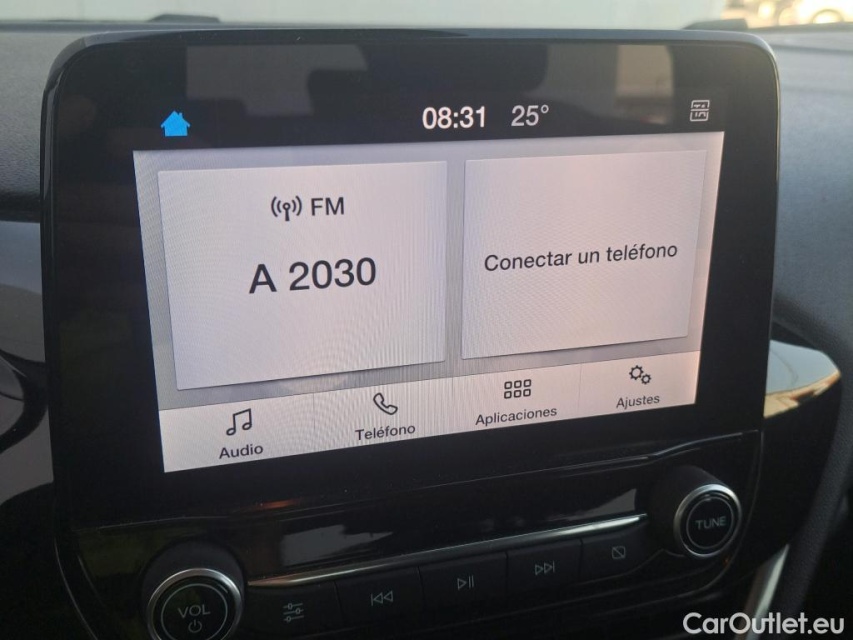 08:31 25°
FM
A 2030
Conectar un teléfono
Audio
Teléfono
Aplicaciones
Ajustes
TUNE
VOL
CarOutlet.eu